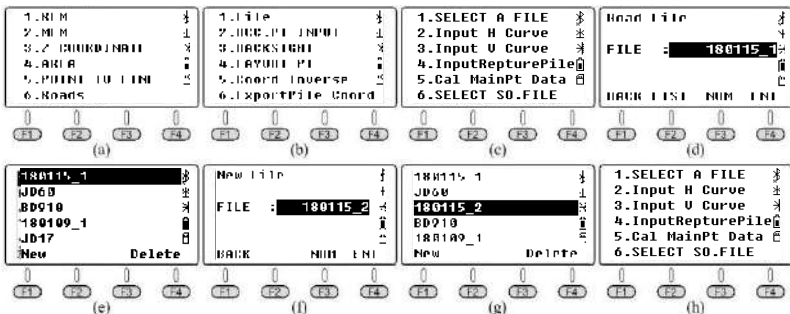 1.REM
2.MLM
3.Z COORDINATE
4.AREA
5.POINT TO LINE
6.Roads
F1 F2 F3 F4
(a)
1.File
2.OCC.PT INPUT
3.BACKSIGHT
4.LAYOUT PT
5.Coord Inverse
6.ExportPile Coord
F1 F2 F3 F4
(b)
1.SELECT A FILE
2.Input H Curve
3.Input V Curve
4.InputRepturePile
5.Cal MainPt Data
6.SELECT SO.FILE
F1 F2 F3 F4
(c)
Road File
FILE : 180115_1
BACK LIST NUM ENT
F1 F2 F3 F4
(d)
180115_1
JD60
BD910
180109_1
JD17
New Delete
F1 F2 F3 F4
(e)
New File
FILE : 180115_2
BACK NUM ENT
F1 F2 F3 F4
(f)
180115_1
JD60
180115_2
BD910
180109_1
New Delete
F1 F2 F3 F4
(g)
1.SELECT A FILE
2.Input H Curve
3.Input V Curve
4.InputRepturePile
5.Cal MainPt Data
6.SELECT SO.FILE
F1 F2 F3 F4
(h)